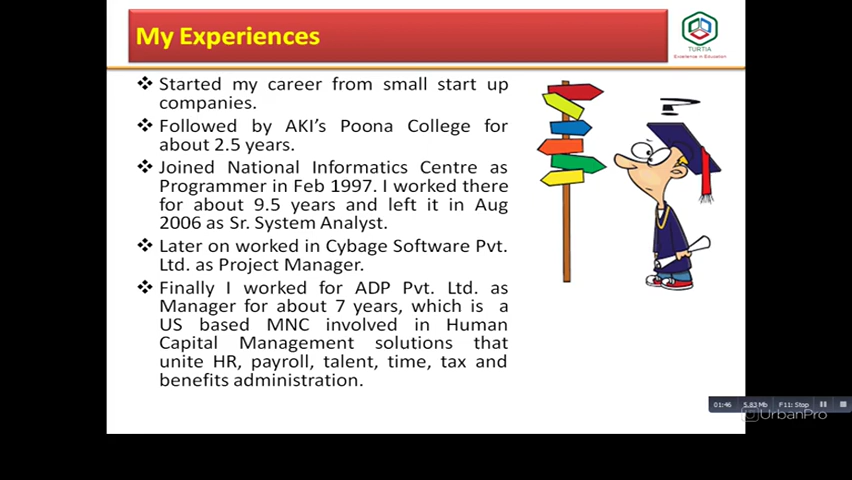 My Experiences
TURTIA
Excellence in Education
❖ Started my career from small start up
companies.
❖ Followed by AKI's Poona College for
about 2.5 years.
❖ Joined National Informatics Centre as
Programmer in Feb 1997. I worked there
for about 9.5 years and left it in Aug
2006 as Sr. System Analyst.
❖ Later on worked in Cybage Software Pvt.
Ltd. as Project Manager.
❖ Finally I worked for ADP Pvt. Ltd. as
Manager for about 7 years, which is a
US based MNC involved in Human
Capital Management solutions that
unite HR, payroll, talent, time, tax and
benefits administration.
01:46 5.83 Mb F11: Stop
UrbanPro